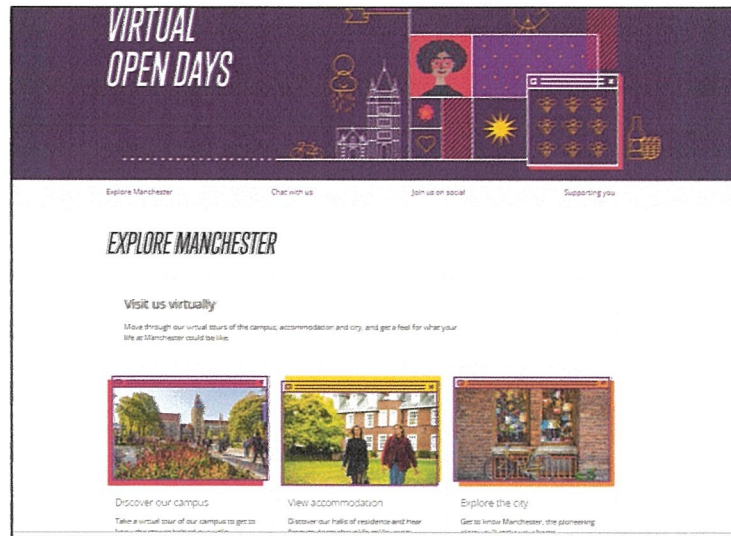 VIRTUAL
OPEN DAYS
Explore Manchester
Chat with us
Join us on social
Supporting you
EXPLORE MANCHESTER
Visit us virtually
Move through our virtual tours of the campus, accommodation and city, and get a feel for what your
life at Manchester could be like.
Discover our campus
Take a virtual tour of our campus to get to
View accommodation
Discover our halls of residence and hear
Explore the city
Get to know Manchester, the pioneering